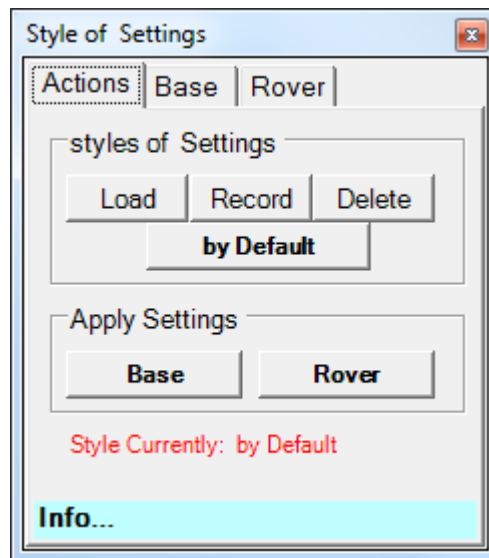 Style of Settings
Actions Base Rover
styles of Settings
Load Record Delete
by Default
Apply Settings
Base Rover
Style Currently: by Default
Info...